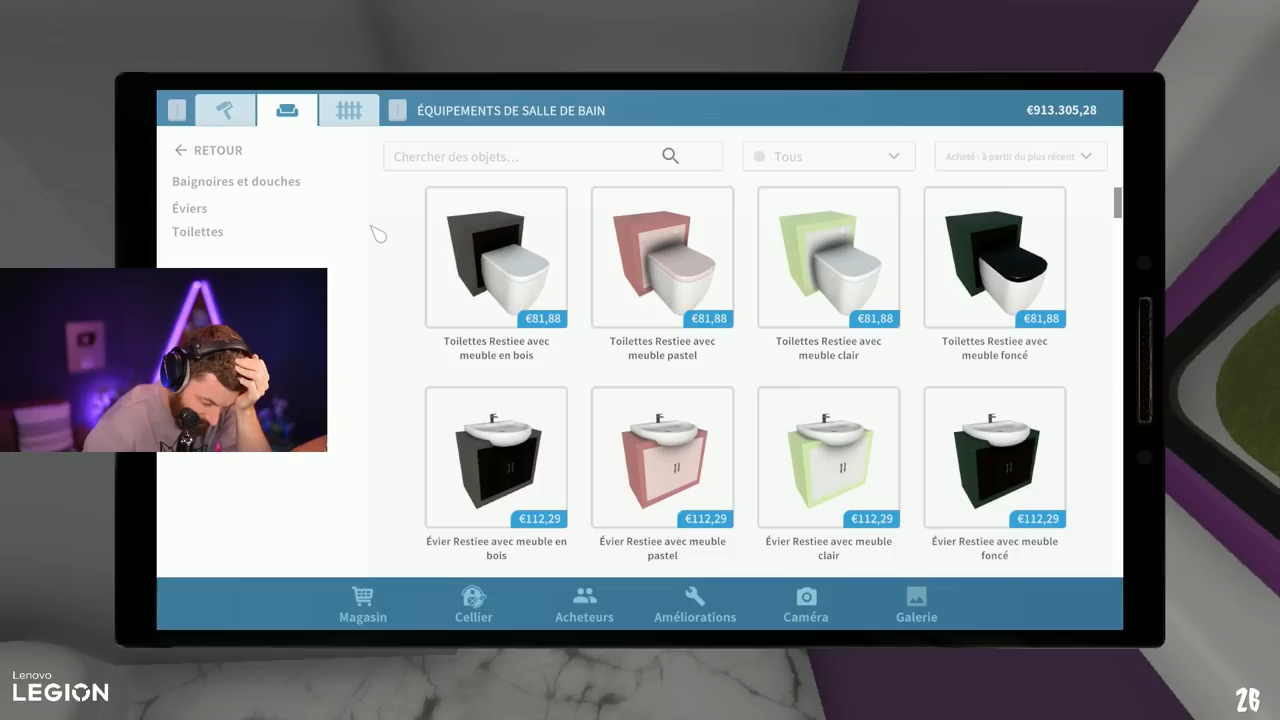 ÉQUIPEMENTS DE SALLE DE BAIN
€913.305,28
RETOUR
Chercher des objets...
Tous
Acheté : à partir du plus récent
Baignoires et douches
Éviers
Toilettes
€81,88
€81,88
€81,88
€81,88
Toilettes Restiee avec
meuble en bois
Toilettes Restiee avec
meuble pastel
Toilettes Restiee avec
meuble clair
Toilettes Restiee avec
meuble foncé
€112,29
€112,29
€112,29
€112,29
Évier Restiee avec meuble en
bois
Évier Restiee avec meuble
pastel
Évier Restiee avec meuble
clair
Évier Restiee avec meuble
foncé
Magasin
Cellier
Acheteurs
Améliorations
Caméra
Galerie
Lenovo
LEGION
26